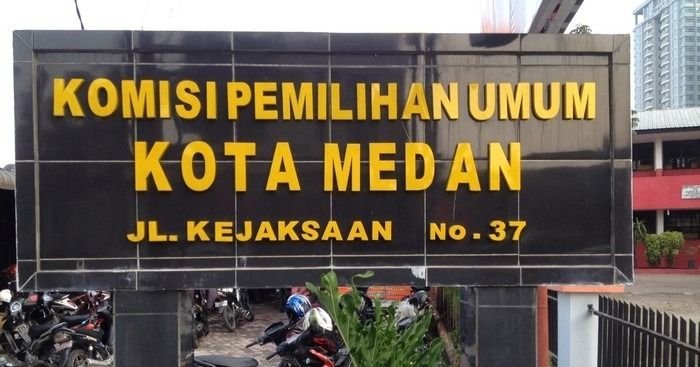 KOMISI PEMILIHAN UMUM
KOTA MEDAN
JL. KEJAKSAAN No. 37